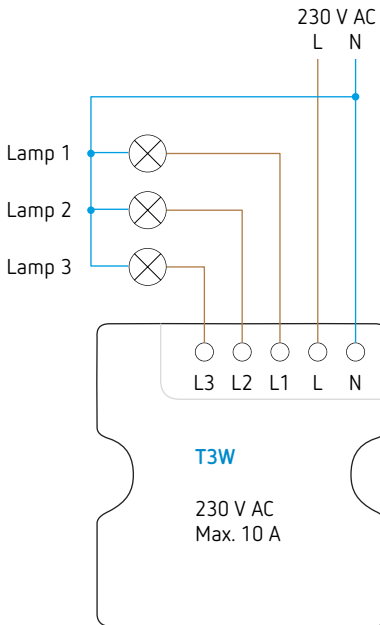 230 V AC
L N
Lamp 1
Lamp 2
Lamp 3
L3 L2 L1 L N
T3W
230 V AC
Max. 10 A